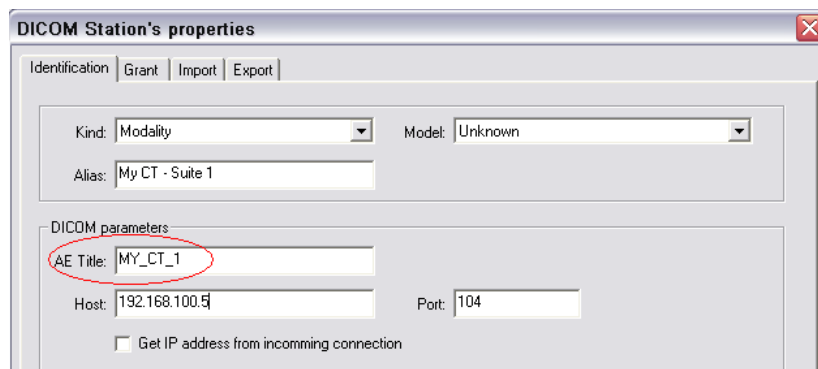 DICOM Station's properties
Identification Grant Import Export
Kind: Modality Model: Unknown
Alias: My CT - Suite 1
DICOM parameters
AE Title: MY_CT_1
Host: 192.168.100.5 Port: 104
Get IP address from incomming connection